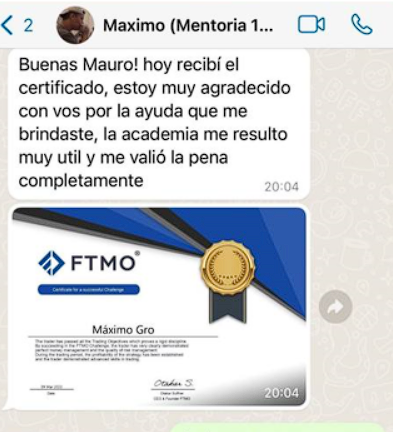 2
Maximo (Mentoria 1...
Buenas Mauro! hoy recibí el
certificado, estoy muy agradecido
con vos por la ayuda que me
brindaste, la academia me resulto
muy util y me valió la pena
completamente
20:04
FTMO®
Certificate for a successful Challenge
Máximo Gro
The trader has passed all the Trading Objectives which proves a rigid discipline.
By succeeding in the FTMO Challenge, the trader has very clearly demonstrated
perfect money management and the quality of risk management.
During the trading period, the profitability of the strategy has been established
and the trader demonstrated advanced skills in trading.
Otakar S.
Date
CEO & Founder FTMO
20:04